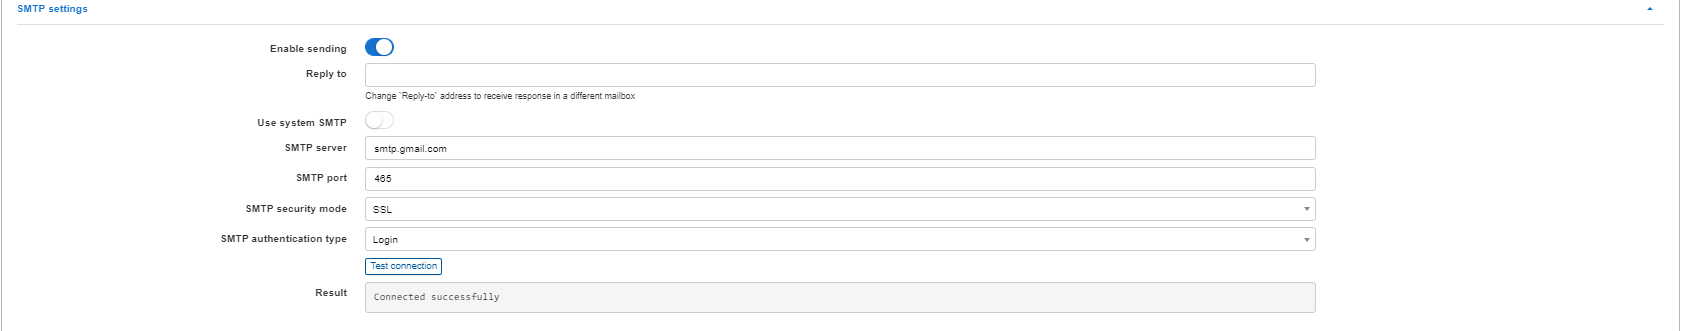 SMTP settings
Enable sending
Reply to
Change `Reply-to` address to receive response in a different mailbox
Use system SMTP
SMTP server smtp.gmail.com
SMTP port 465
SMTP security mode SSL
SMTP authentication type Login
Test connection
Result Connected successfully